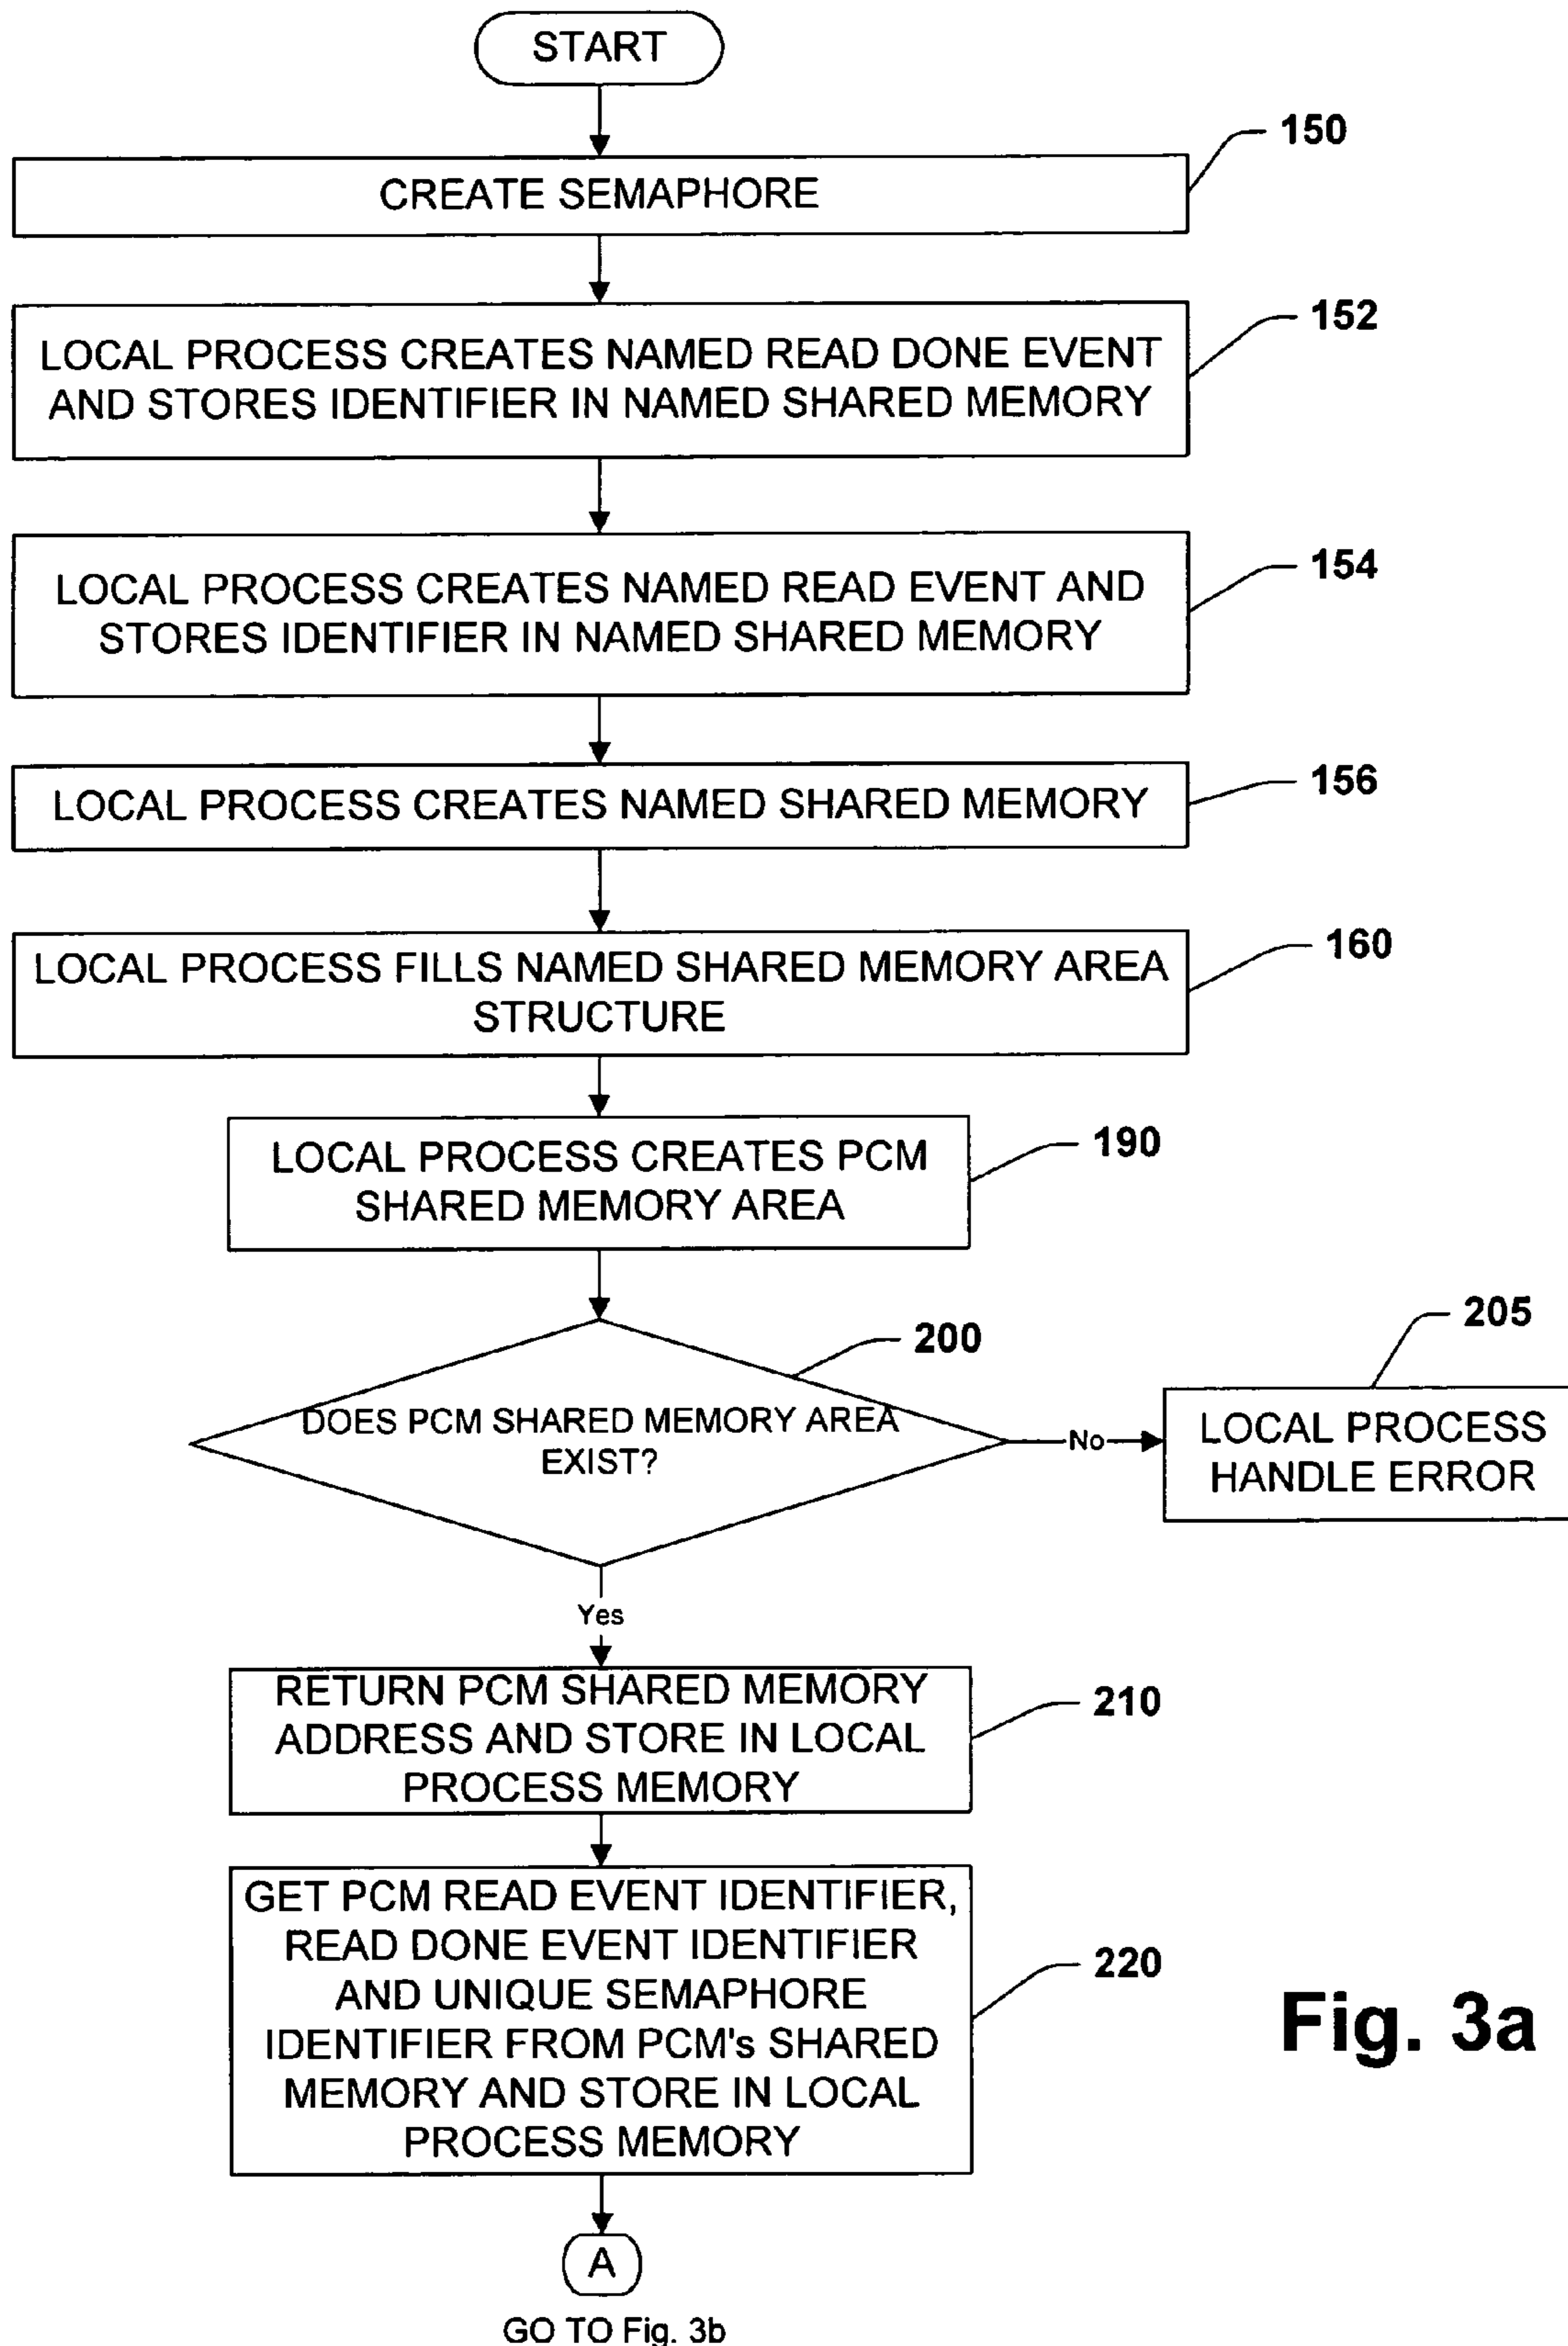 START
150
CREATE SEMAPHORE
152
LOCAL PROCESS CREATES NAMED READ DONE EVENT
AND STORES IDENTIFIER IN NAMED SHARED MEMORY
154
LOCAL PROCESS CREATES NAMED READ EVENT AND
STORES IDENTIFIER IN NAMED SHARED MEMORY
156
LOCAL PROCESS CREATES NAMED SHARED MEMORY
160
LOCAL PROCESS FILLS NAMED SHARED MEMORY AREA
STRUCTURE
190
LOCAL PROCESS CREATES PCM
SHARED MEMORY AREA
200
DOES PCM SHARED MEMORY AREA
EXIST?
No
205
LOCAL PROCESS
HANDLE ERROR
Yes
210
RETURN PCM SHARED MEMORY
ADDRESS AND STORE IN LOCAL
PROCESS MEMORY
220
GET PCM READ EVENT IDENTIFIER,
READ DONE EVENT IDENTIFIER
AND UNIQUE SEMAPHORE
IDENTIFIER FROM PCM's SHARED
MEMORY AND STORE IN LOCAL
PROCESS MEMORY
Fig. 3a
A
GO TO Fig. 3b